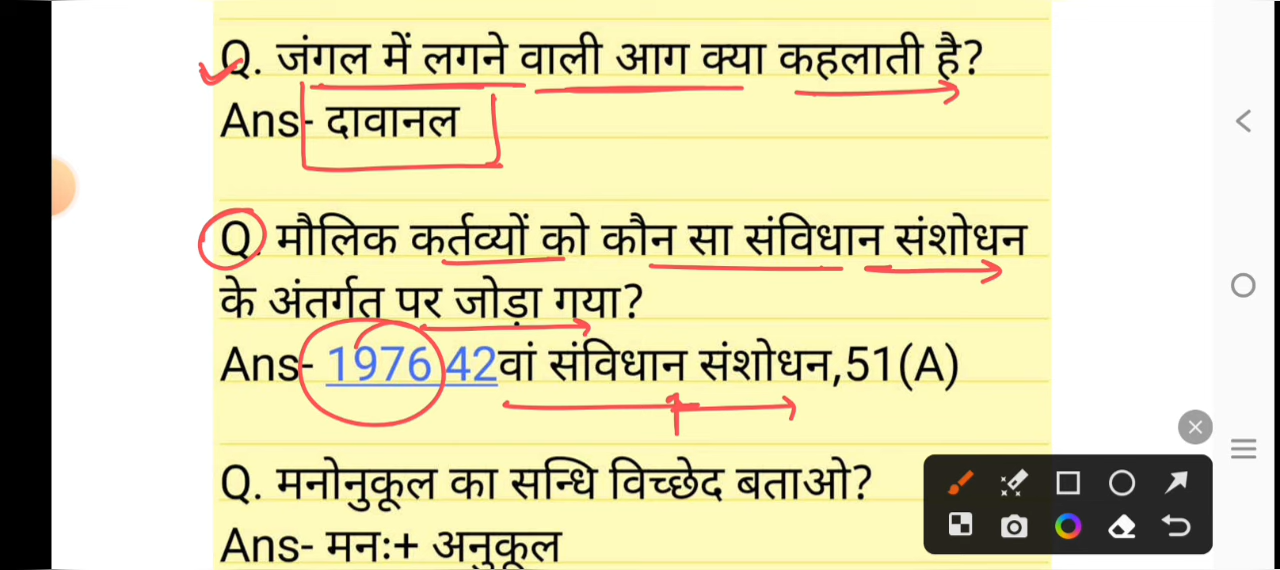 Q. जंगल में लगने वाली आग क्या कहलाती है?
Ans- दावानल
Q. मौलिक कर्तव्यों को कौन सा संविधान संशोधन
के अंतर्गत पर जोड़ा गया?
Ans- 1976 42वां संविधान संशोधन,51(A)
Q. मनोनुकूल का सन्धि विच्छेद बताओ?
Ans- मनः+ अनुकूल